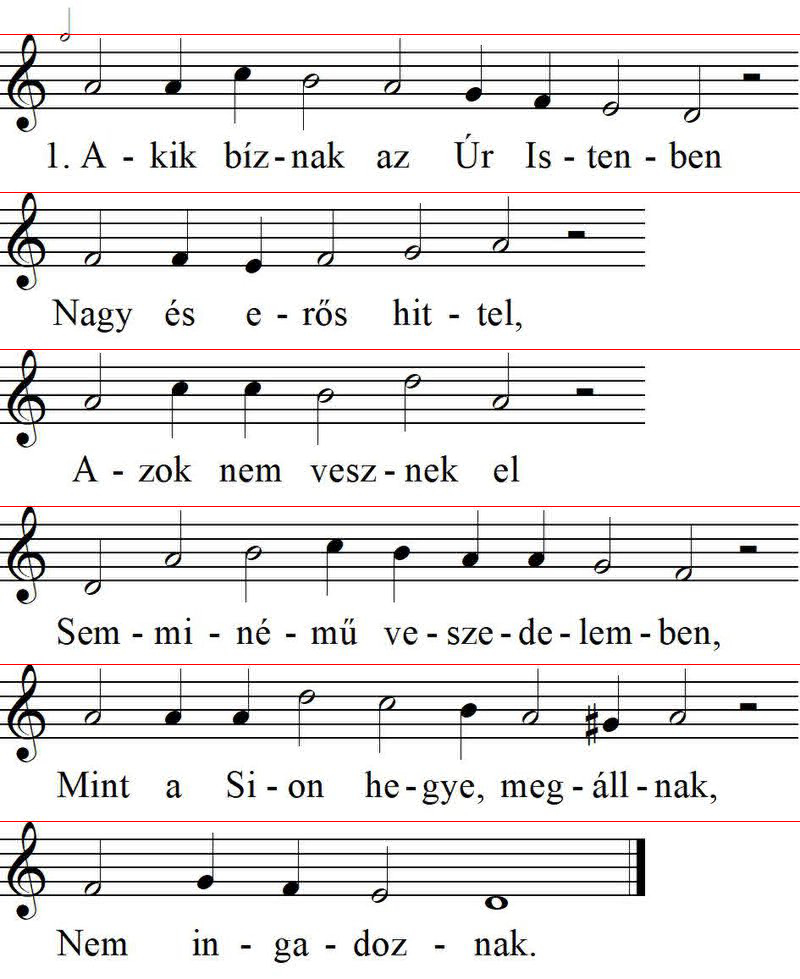 1. A - kik bíz-nak az Úr Is - ten - ben
Nagy és e - rős hit - tel,
A - zok nem vesz-nek el
Sem - mi - né - mű ve - sze - de - lem - ben,
Mint a Si - on he-gye, meg - áll - nak,
Nem in - ga - doz - nak.